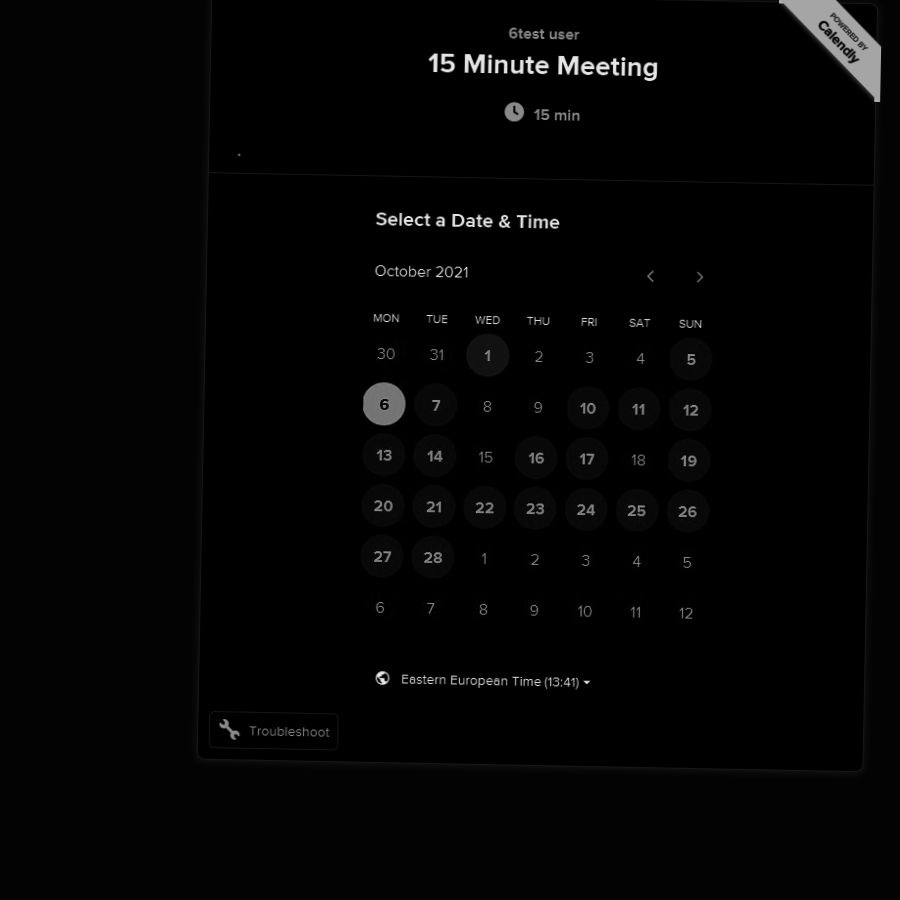 POWERED BY
Calendly
6test user
15 Minute Meeting
15 min
.
Select a Date & Time
October 2021
MON TUE WED THU FRI SAT SUN
30 31 1 2 3 4 5
6 7 8 9 10 11 12
13 14 15 16 17 18 19
20 21 22 23 24 25 26
27 28 1 2 3 4 5
6 7 8 9 10 11 12
Eastern European Time (13:41)
Troubleshoot